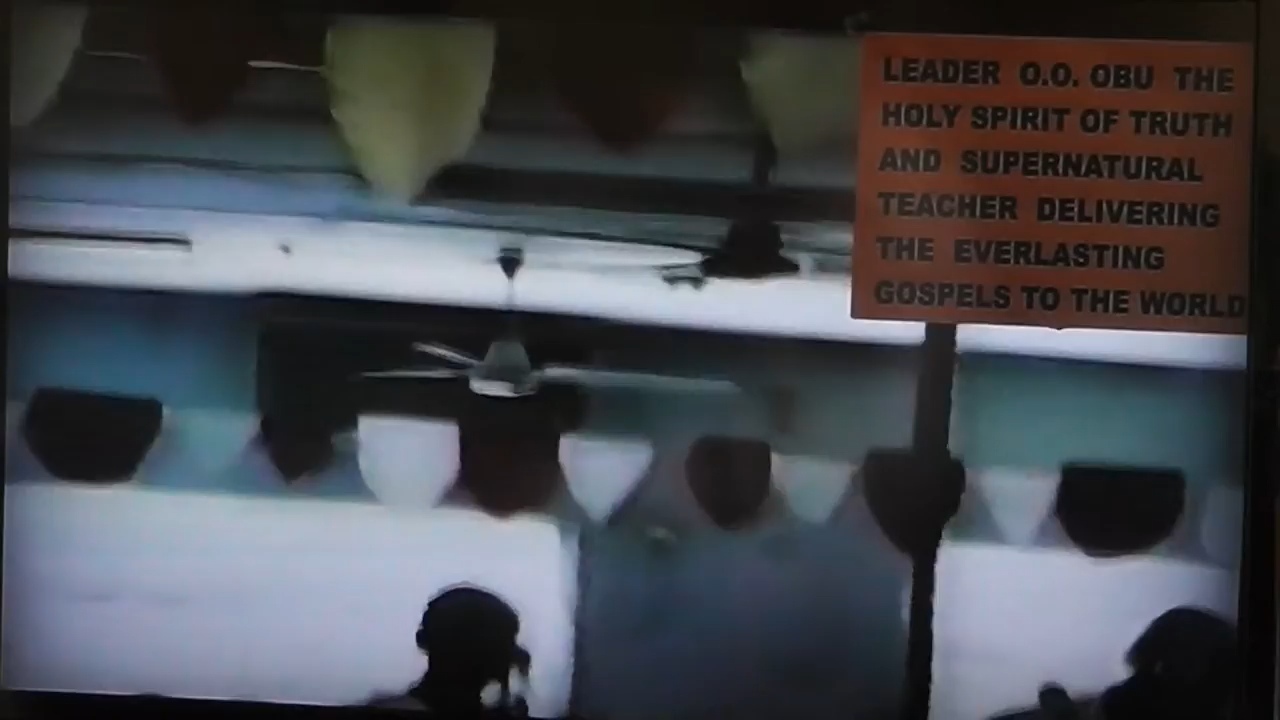 LEADER O.O. OBU THE
HOLY SPIRIT OF TRUTH
AND SUPERNATURAL
TEACHER DELIVERING
THE EVERLASTING
GOSPELS TO THE WORLD